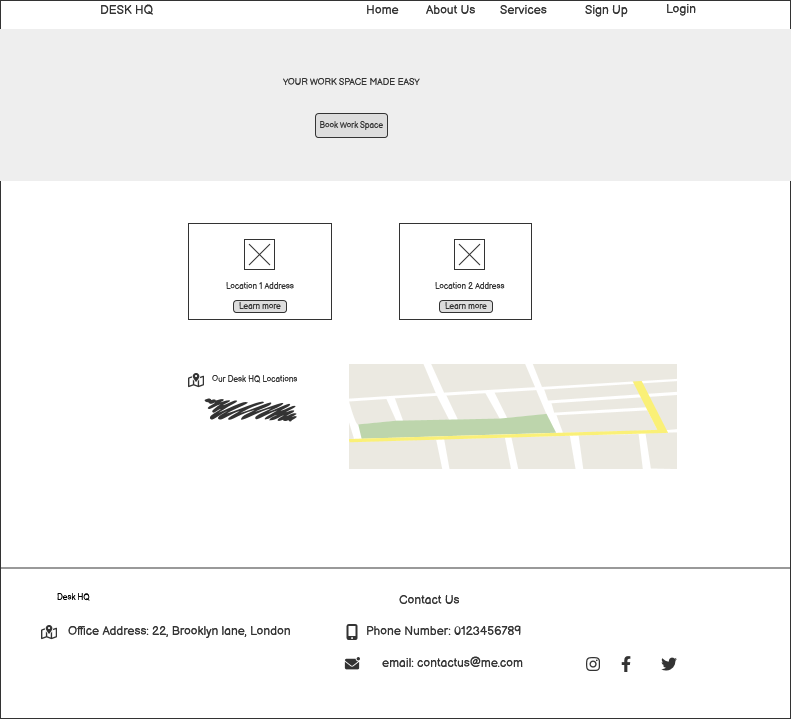 DESK HQ Home About Us Services Sign Up Login
YOUR WORK SPACE MADE EASY
Book Work Space
Location 1 Address
Learn more
Location 2 Address
Learn more
Our Desk HQ Locations
Desk HQ
Office Address: 22, Brooklyn lane, London
Contact Us
Phone Number: 0123456789
email: contactus@me.com